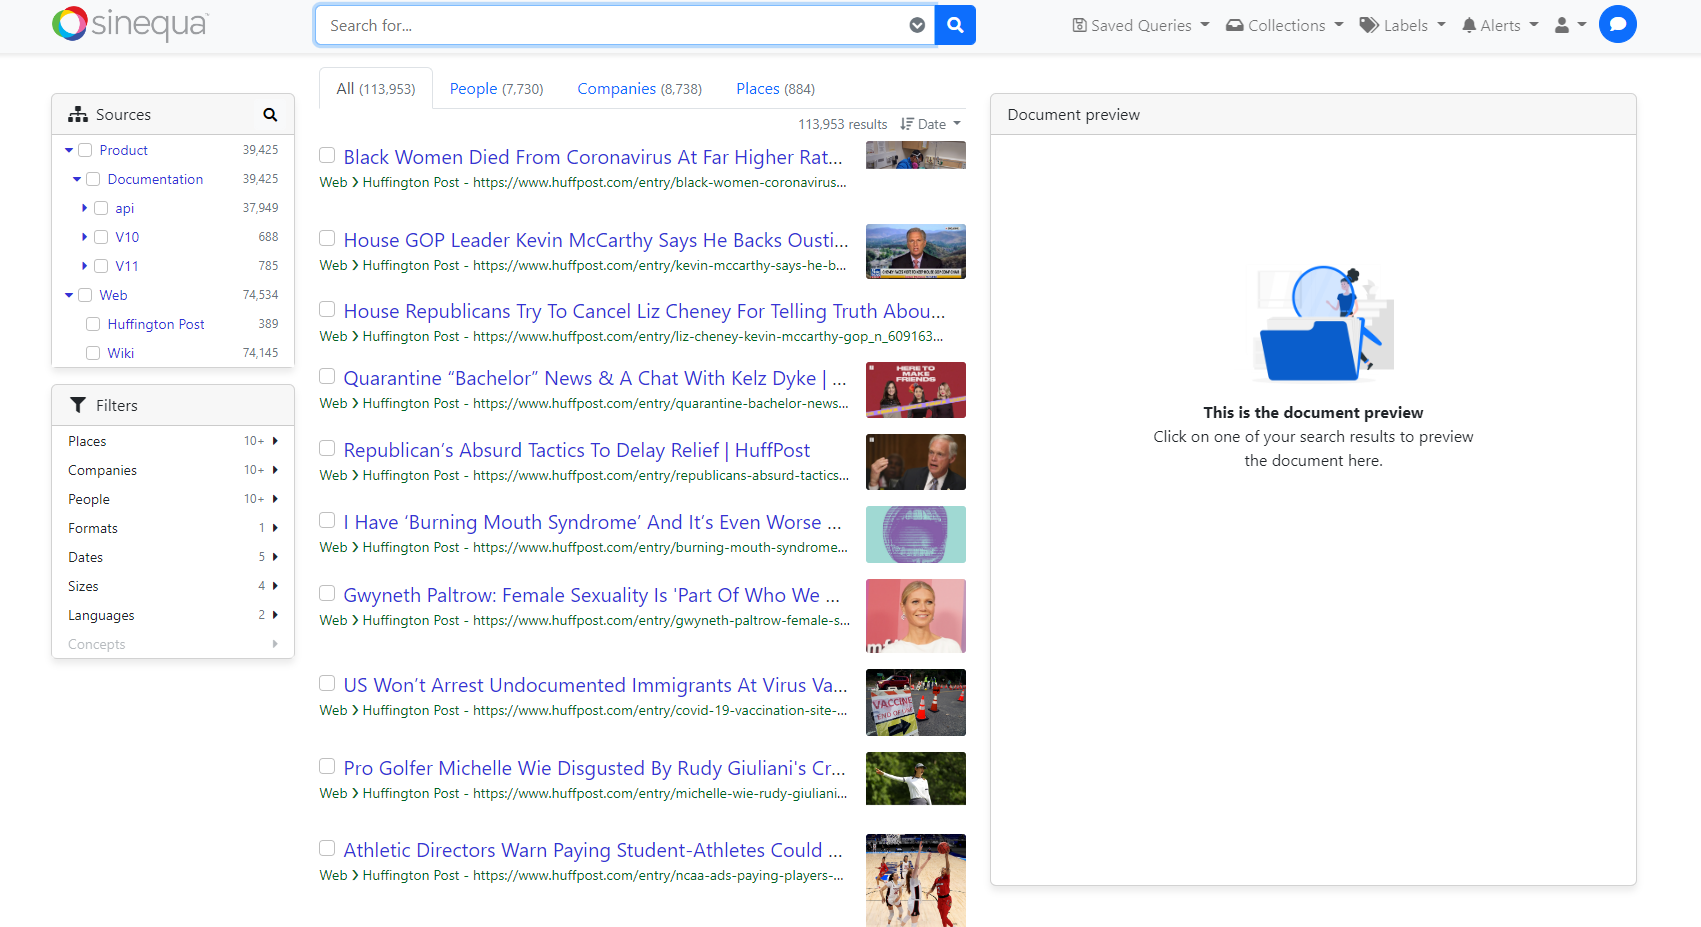 sinequa
Search for...
Saved Queries
Collections
Labels
Alerts
Sources
Product 39,425
Documentation 39,425
api 37,949
V10 688
V11 785
Web 74,534
Huffington Post 389
Wiki 74,145
Filters
Places 10+
Companies 10+
People 10+
Formats 1
Dates 5
Sizes 4
Languages 2
Concepts
All (113,953)
People (7,730)
Companies (8,738)
Places (884)
113,953 results
Date
Black Women Died From Coronavirus At Far Higher Rat...
Web > Huffington Post - https://www.huffpost.com/entry/black-women-coronavirus...
House GOP Leader Kevin McCarthy Says He Backs Ousti...
Web > Huffington Post - https://www.huffpost.com/entry/kevin-mccarthy-says-he-b...
House Republicans Try To Cancel Liz Cheney For Telling Truth Abou...
Web > Huffington Post - https://www.huffpost.com/entry/liz-cheney-kevin-mccarthy-gop_n_609163...
Quarantine “Bachelor” News & A Chat With Kelz Dyke | ...
Web > Huffington Post - https://www.huffpost.com/entry/quarantine-bachelor-news...
HERE TO
MAKE
FRIENDS
Republican’s Absurd Tactics To Delay Relief | HuffPost
Web > Huffington Post - https://www.huffpost.com/entry/republicans-absurd-tactics...
I Have ‘Burning Mouth Syndrome’ And It’s Even Worse ...
Web > Huffington Post - https://www.huffpost.com/entry/burning-mouth-syndrome...
Gwyneth Paltrow: Female Sexuality Is 'Part Of Who We ...
Web > Huffington Post - https://www.huffpost.com/entry/gwyneth-paltrow-female-s...
US Won’t Arrest Undocumented Immigrants At Virus Va...
Web > Huffington Post - https://www.huffpost.com/entry/covid-19-vaccination-site-...
VACCINE
END OF
Pro Golfer Michelle Wie Disgusted By Rudy Giuliani's Cr...
Web > Huffington Post - https://www.huffpost.com/entry/michelle-wie-rudy-giuliani...
Athletic Directors Warn Paying Student-Athletes Could ...
Web > Huffington Post - https://www.huffpost.com/entry/ncaa-ads-paying-players-...
Document preview
This is the document preview
Click on one of your search results to preview
the document here.